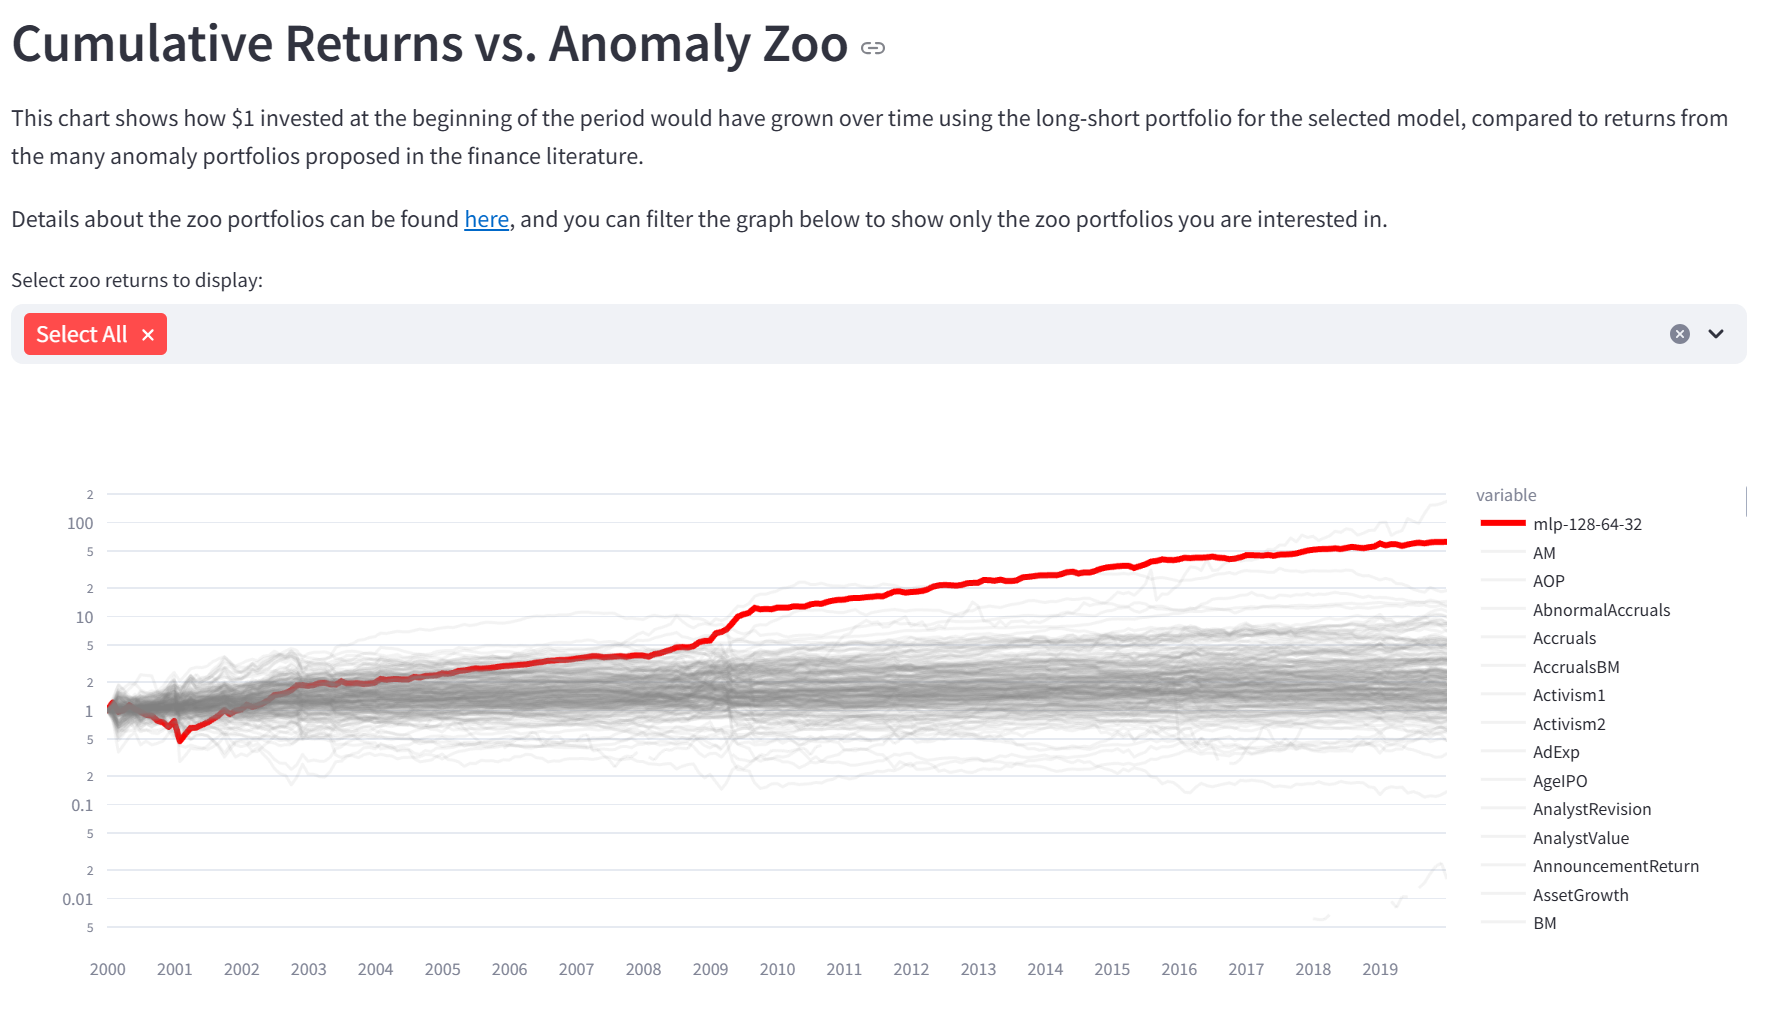 Cumulative Returns vs. Anomaly Zoo
This chart shows how $1 invested at the beginning of the period would have grown over time using the long-short portfolio for the selected model, compared to returns from
the many anomaly portfolios proposed in the finance literature.
Details about the zoo portfolios can be found here, and you can filter the graph below to show only the zoo portfolios you are interested in.
Select zoo returns to display:
Select All
2
100
5
2
10
5
2
1
5
2
0.1
5
2
0.01
5
2000 2001 2002 2003 2004 2005 2006 2007 2008 2009 2010 2011 2012 2013 2014 2015 2016 2017 2018 2019
variable
mlp-128-64-32
AM
AOP
AbnormalAccruals
Accruals
AccrualsBM
Activism1
Activism2
AdExp
AgeIPO
AnalystRevision
AnalystValue
AnnouncementReturn
AssetGrowth
BM